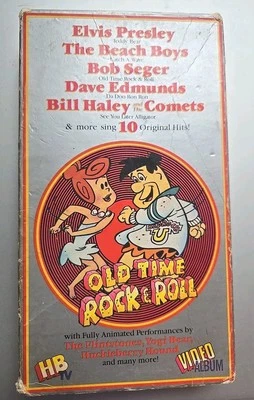 Elvis Presley
Teddy Bear
The Beach Boys
Catch A Wave
Bob Seger
Old Time Rock & Roll
Dave Edmunds
Da Doo Ron Ron
Bill Haley and The Comets
See You Later Alligator
& more sing 10 Original Hits!
OLD TIME
ROCK & ROLL
with Fully Animated Performances by
The Flintstones, Yogi Bear,
Huckleberry Hound
and many more!
HB
TV
VIDEO
ALBUM